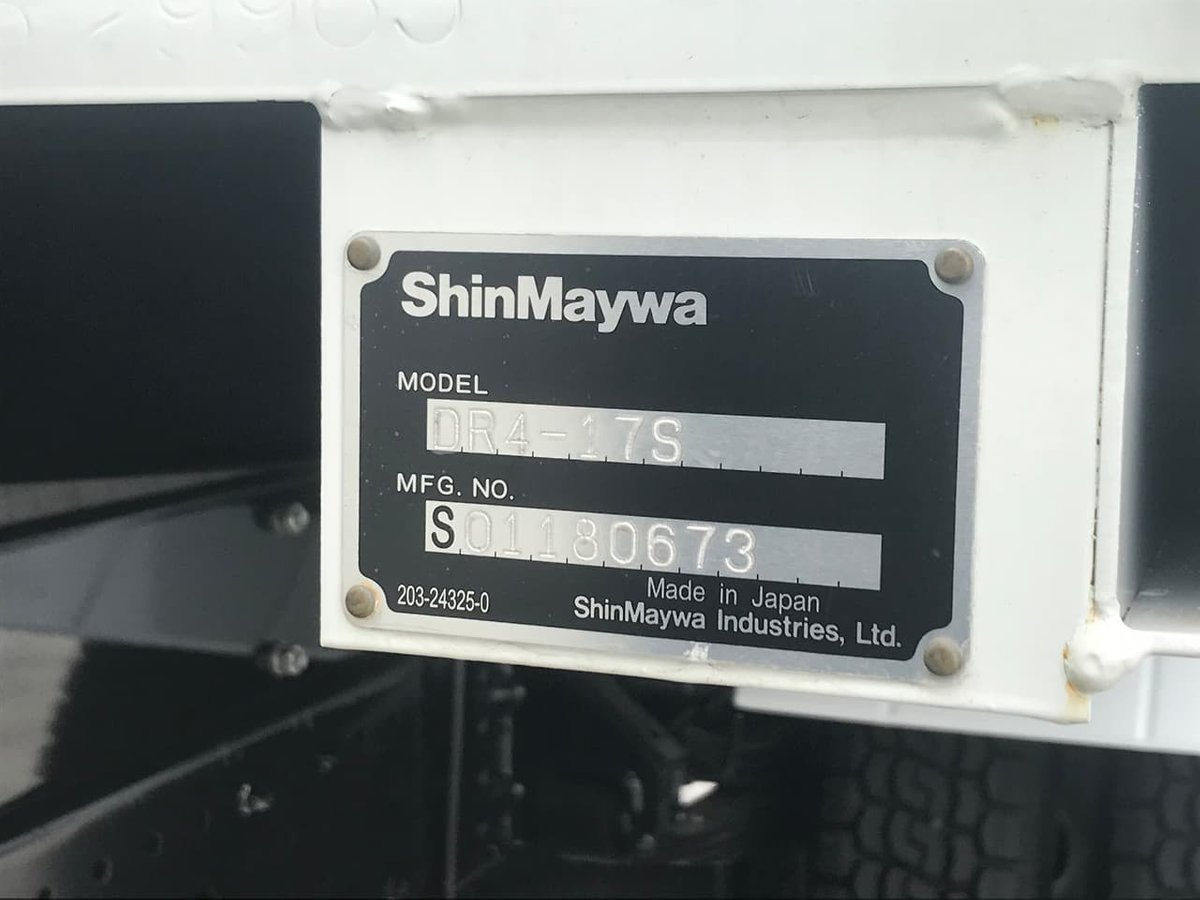 ShinMaywa
MODEL
DR4-17S
MFG. NO.
S01180673
203-24325-0
Made in Japan
ShinMaywa Industries, Ltd.